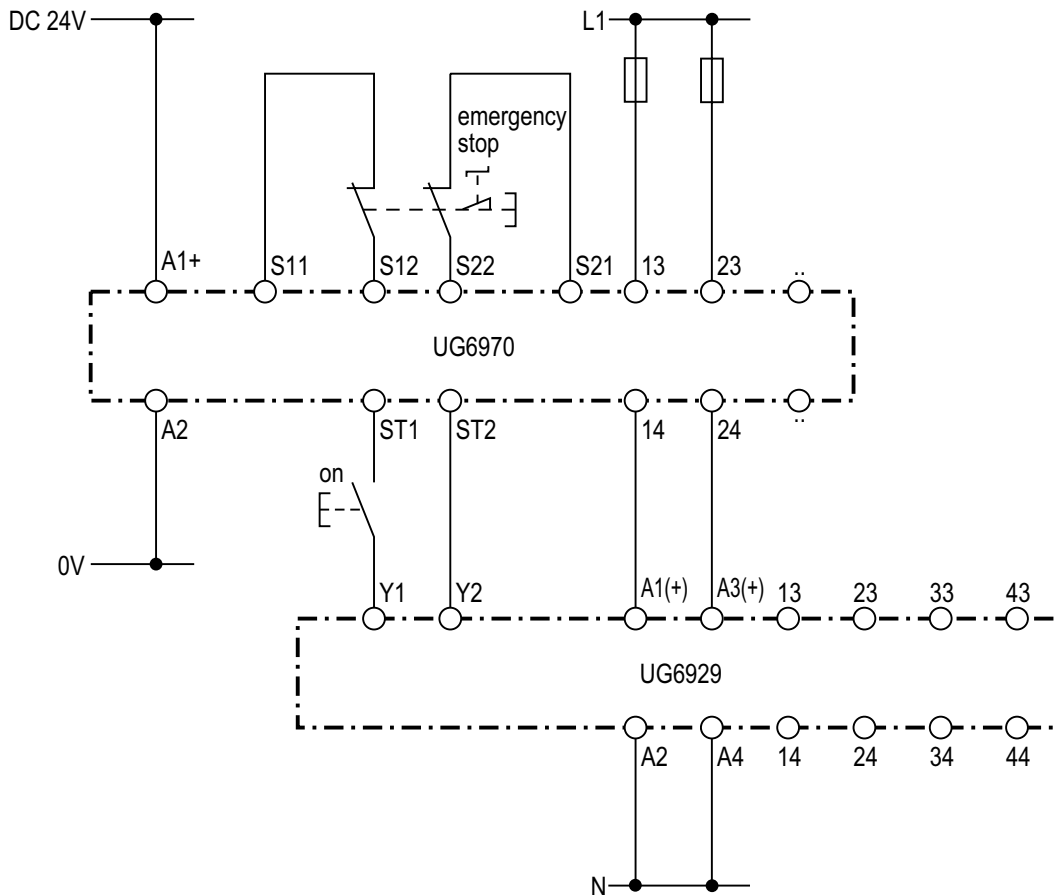 DC 24V
L1
emergency
stop
A1+
S11
S12
S22
S21
13
23
..
UG6970
A2
ST1
ST2
14
24
..
on
0V
Y1
Y2
A1(+)
A3(+)
13
23
33
43
UG6929
A2
A4
14
24
34
44
N